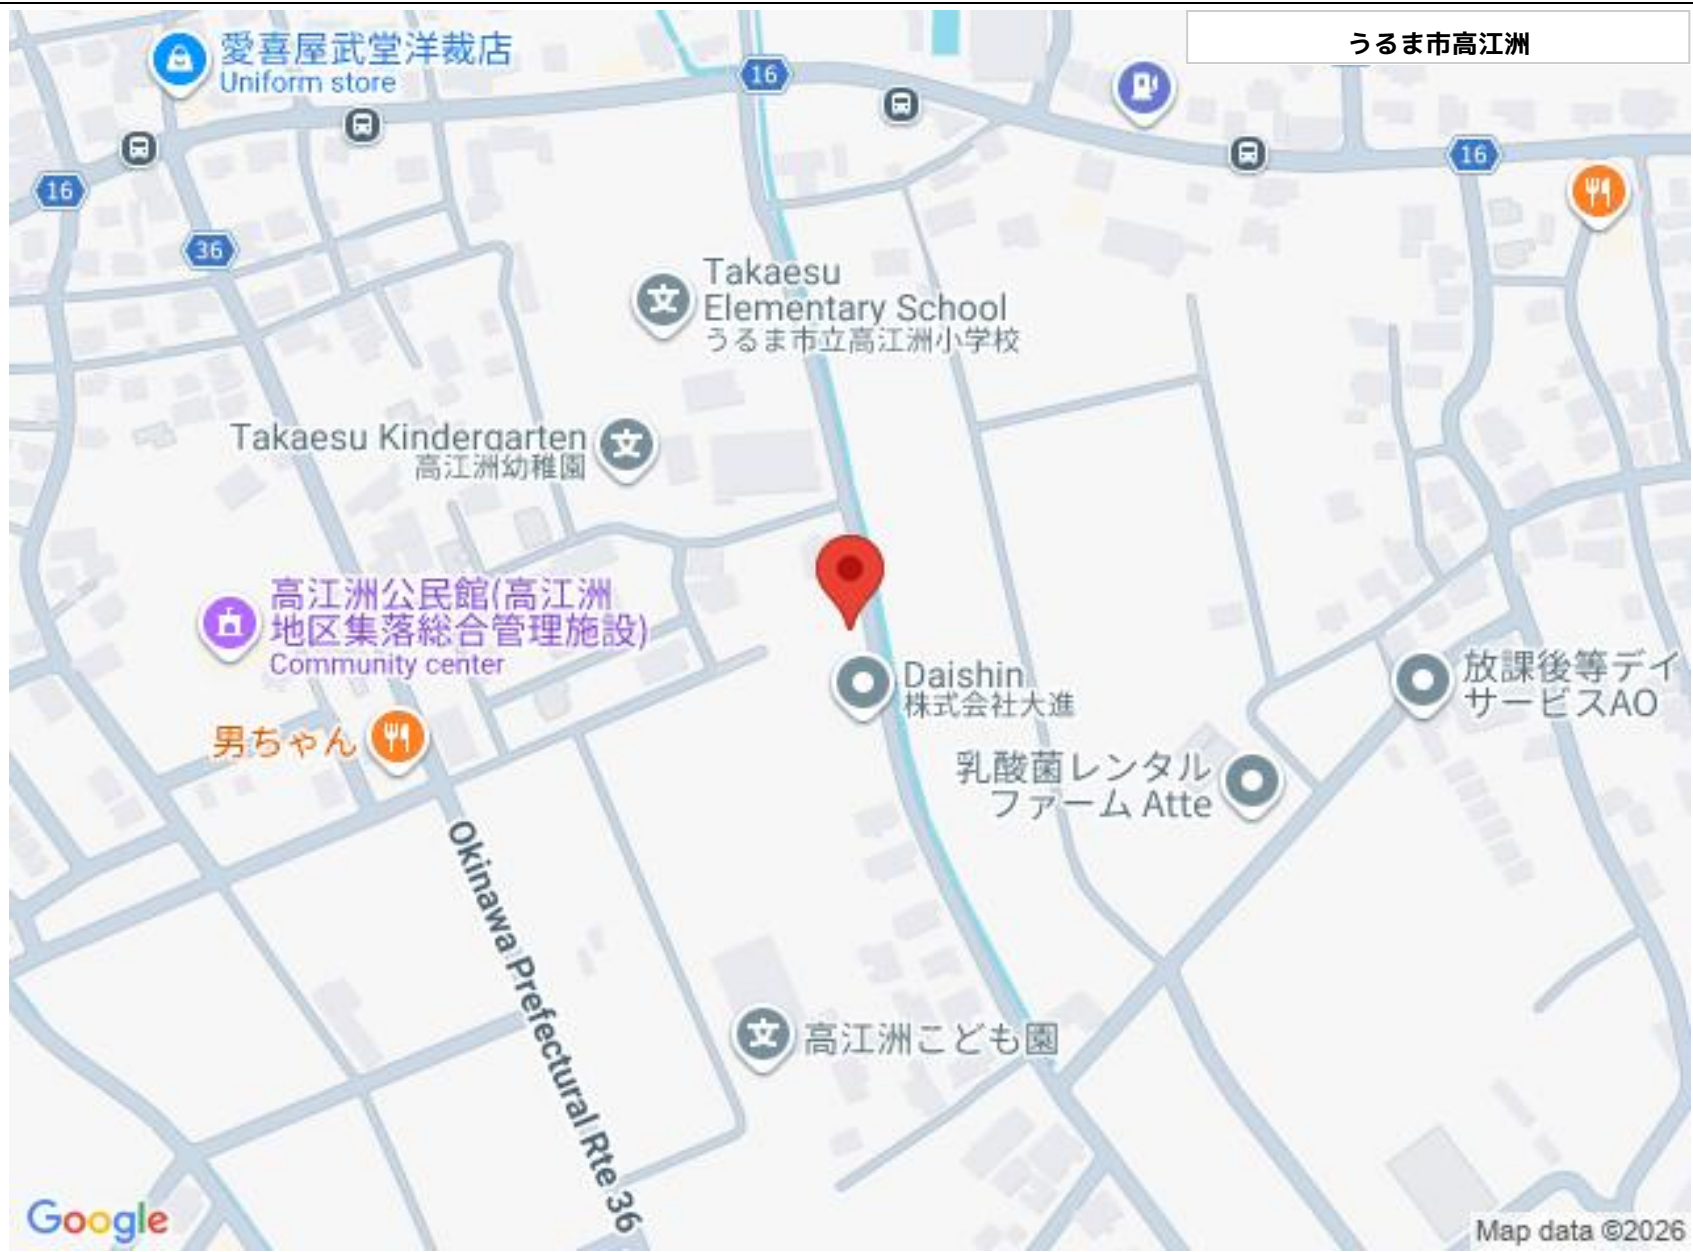 うるま市高江洲
愛喜屋武堂洋裁店
Uniform store
16
16
16
36
Takaesu
Elementary School
うるま市立高江洲小学校
Takaesu Kindergarten
高江洲幼稚園
高江洲公民館(高江洲
地区集落総合管理施設)
Community center
Daishin
株式会社大進
放課後等デイ
サービスAO
男ちゃん
乳酸菌レンタル
ファーム Atte
Okinawa Prefectural Rte 36
高江洲こども園
Google
Map data ©2026